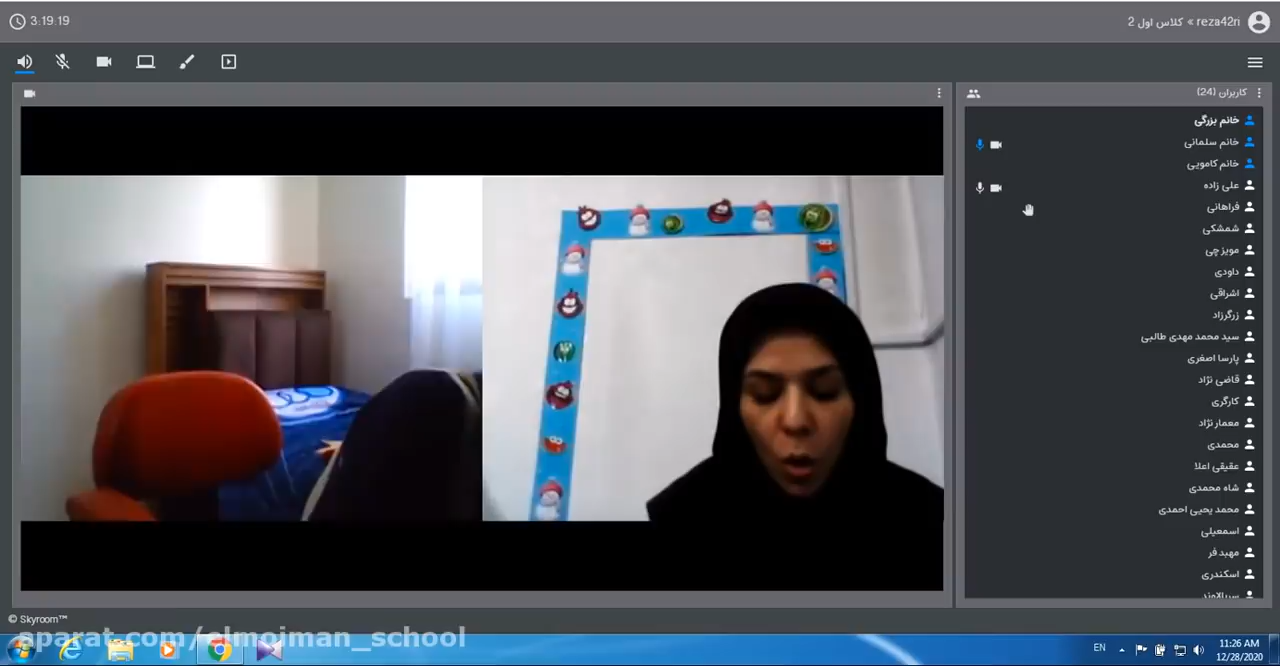 3:19:19
reza42ri » کلاس اول 2
کاربران (24)
خانم بزرگی
خانم سلمانی
خانم کامویی
علی زاده
فراهانی
شمشکی
مویز چی
داودی
اشراقی
زرگرزاد
سید محمد مهدی طالبی
پارسا اصغری
قاضی نژاد
کارگری
معمار نژاد
محمدی
عقیقی اعلا
شاه محمدی
محمد یحیی احمدی
اسمعیلی
مهبد فر
اسکندری
© Skyroom™
aparat.com/elmoiman_school
EN
11:26 AM
12/28/2020